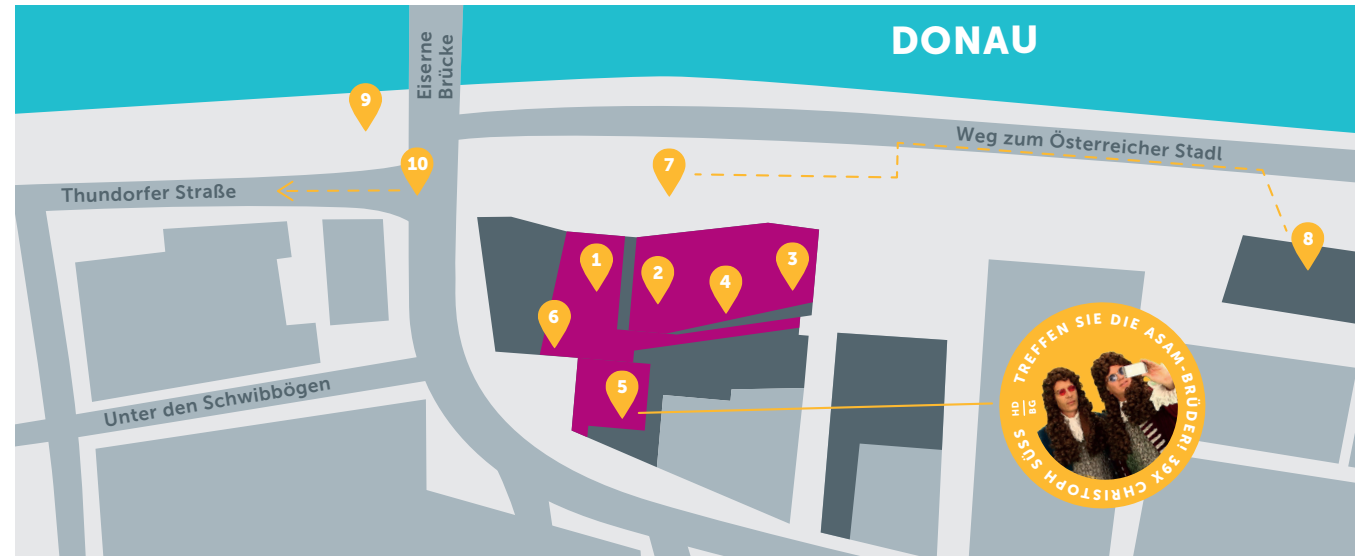 DONAU
Eiserne
Brücke
9
10
7
Weg zum Österreicher Stadl
Thundorfer Straße
8
1
2
4
3
6
5
Unter den Schwibbögen
TREFFEN SIE DIE ASAM-BRÜDER! 39X CHRISTOPH SÜSS
HD
BG